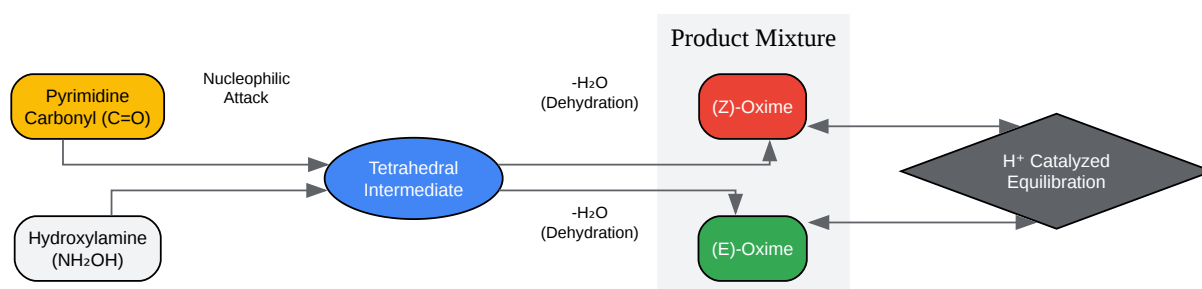 Product Mixture
Nucleophilic
Attack
-H₂O
(Dehydration)
Pyrimidine
Carbonyl (C=O)
(Z)-Oxime
Tetrahedral
Intermediate
H⁺ Catalyzed
Equilibration
-H₂O
(Dehydration)
Hydroxylamine
(NH₂OH)
(E)-Oxime